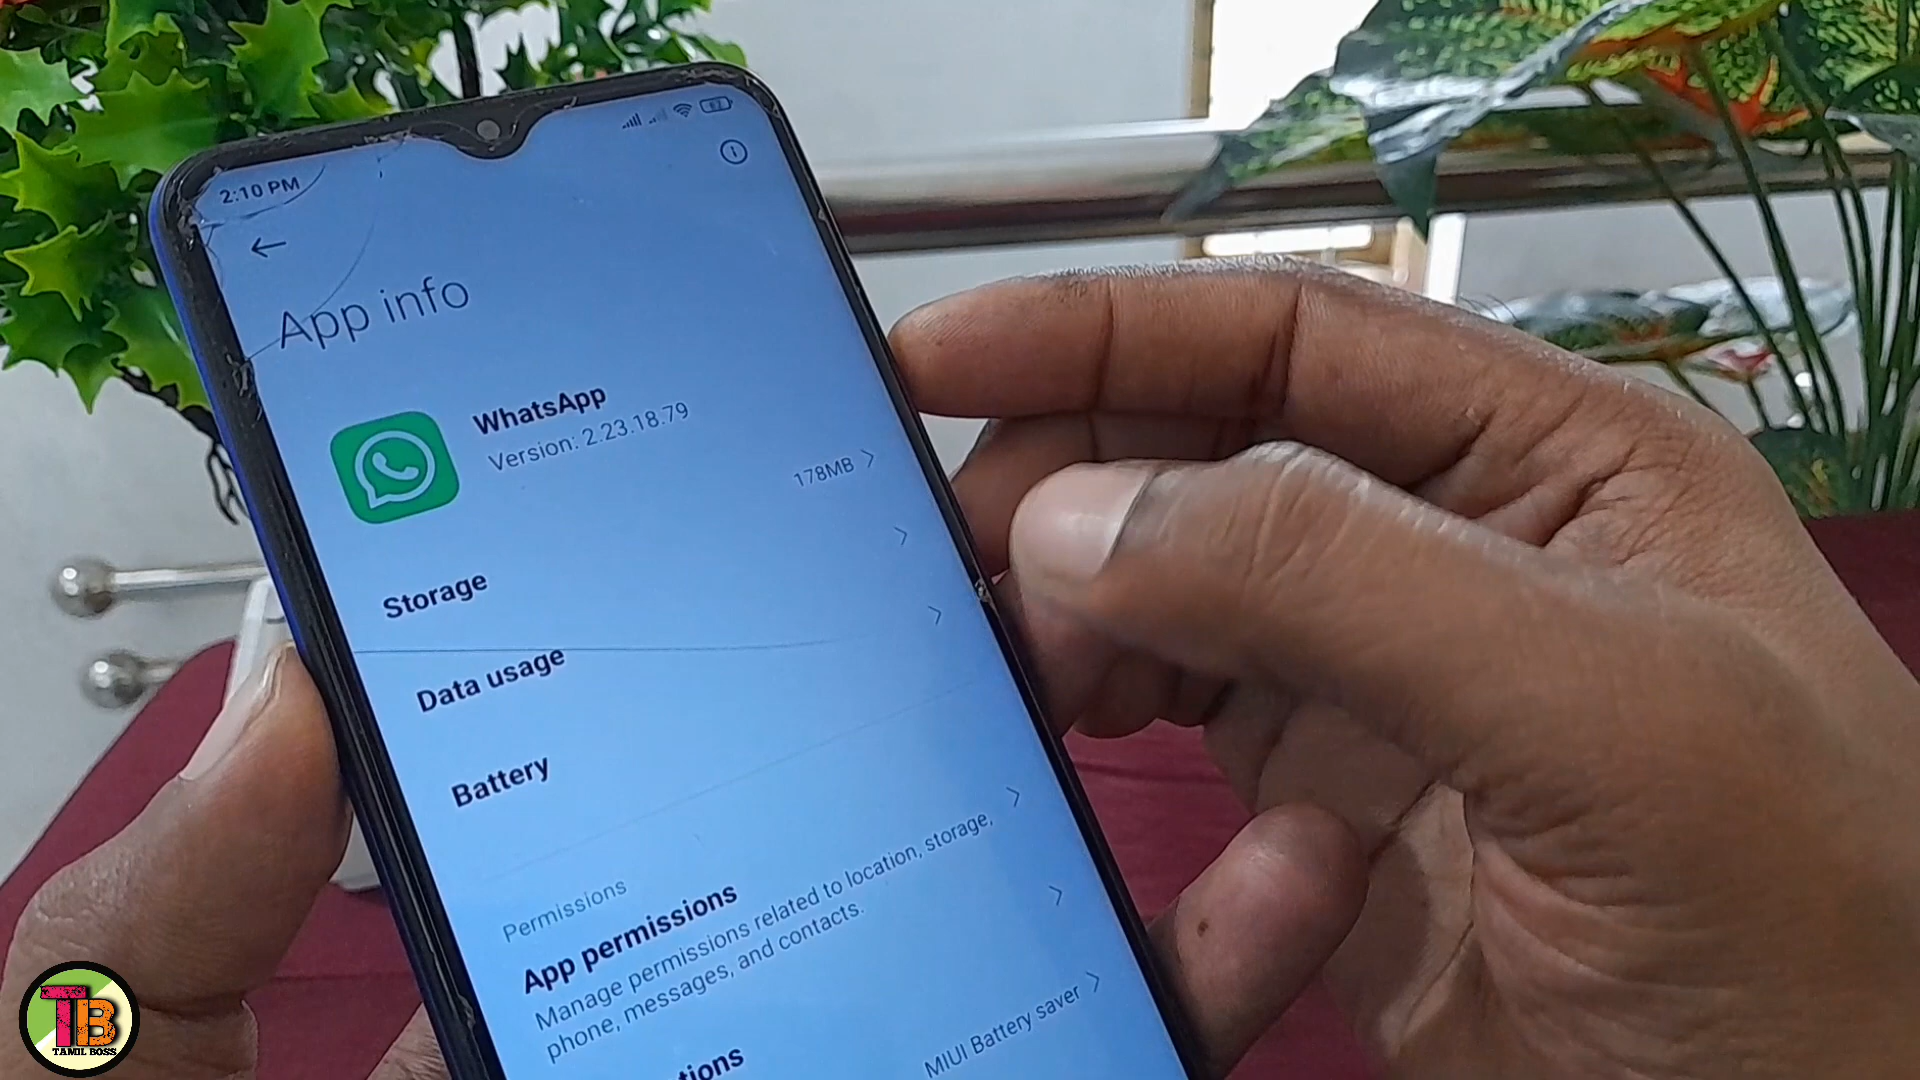 2:10 PM
App info
WhatsApp
Version: 2.23.18.79
178MB
Storage
Data usage
Battery
Permissions
App permissions
Manage permissions related to location, storage,
phone, messages, and contacts.
MIUI Battery saver
TB
TAMIL BOSS